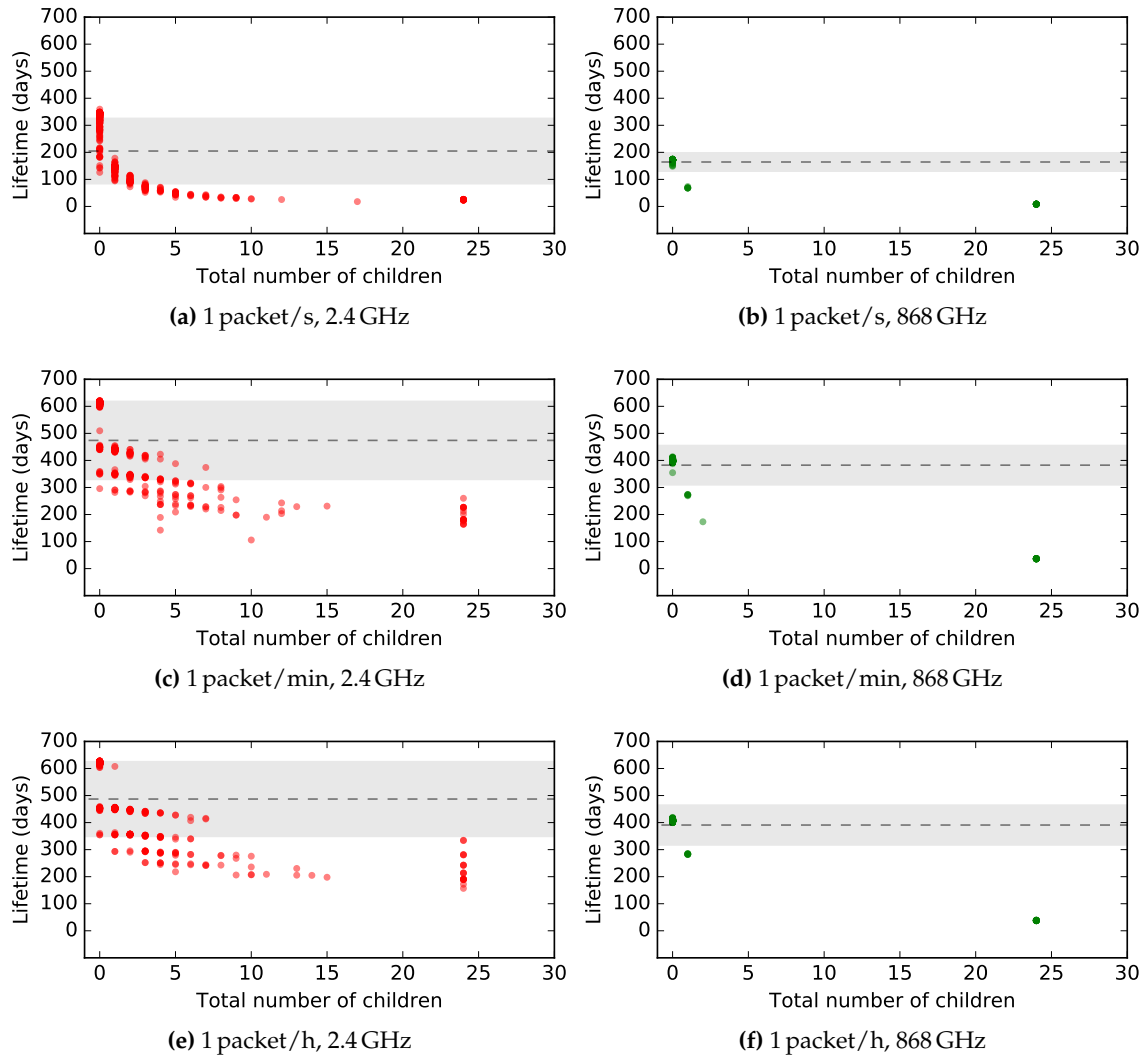 700
600
500
400
300
200
100
0
Lifetime (days)
0 5 10 15 20 25 30
Total number of children
(a) 1 packet/s, 2.4 GHz
700
600
500
400
300
200
100
0
Lifetime (days)
0 5 10 15 20 25 30
Total number of children
(b) 1 packet/s, 868 GHz
700
600
500
400
300
200
100
0
Lifetime (days)
0 5 10 15 20 25 30
Total number of children
(c) 1 packet/min, 2.4 GHz
700
600
500
400
300
200
100
0
Lifetime (days)
0 5 10 15 20 25 30
Total number of children
(d) 1 packet/min, 868 GHz
700
600
500
400
300
200
100
0
Lifetime (days)
0 5 10 15 20 25 30
Total number of children
(e) 1 packet/h, 2.4 GHz
700
600
500
400
300
200
100
0
Lifetime (days)
0 5 10 15 20 25 30
Total number of children
(f) 1 packet/h, 868 GHz